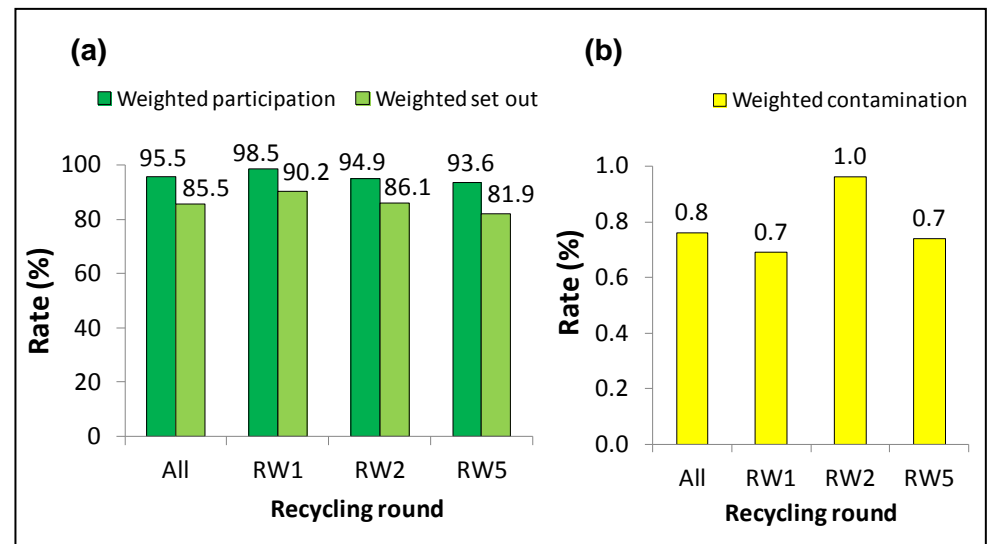 (a)
Weighted participation Weighted set out
95.5 85.5 98.5 90.2 94.9 86.1 93.6 81.9
100
80
60
40
20
0
Rate (%)
All RW1 RW2 RW5
Recycling round
(b)
Weighted contamination
0.8 0.7 1.0 0.7
1.0
0.8
0.6
0.4
0.2
0.0
Rate (%)
All RW1 RW2 RW5
Recycling round